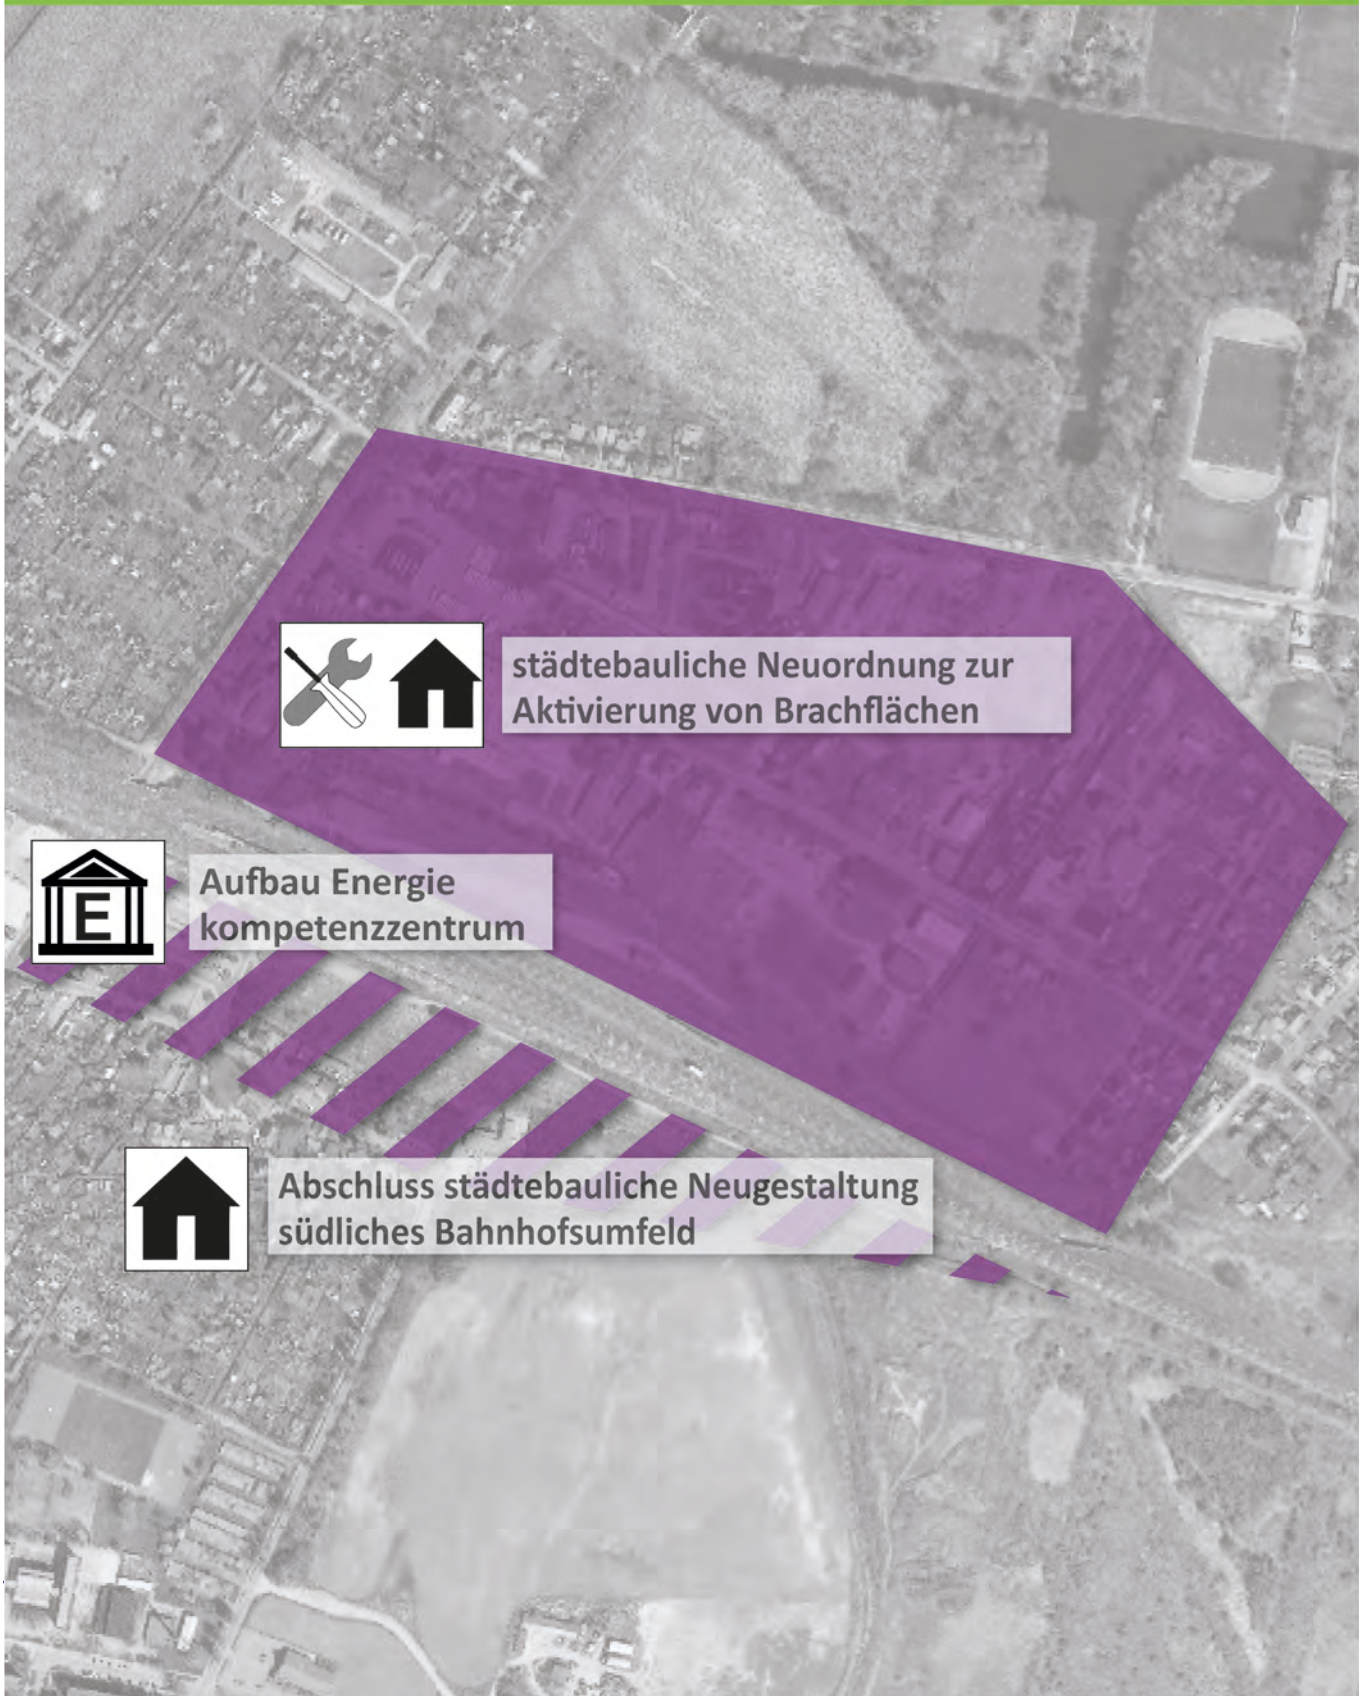 städtebauliche Neuordnung zur
Aktivierung von Brachflächen
E
Aufbau Energie
kompetenzzentrum
Abschluss städtebauliche Neugestaltung
südliches Bahnhofsumfeld